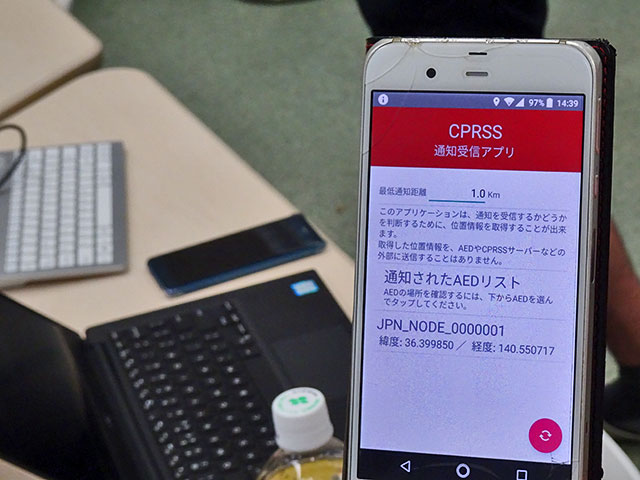 97% 14:39
CPRSS
通知受信アプリ
最低通知距離 1.0 Km
このアプリケーションは、通知を受信するかどうか
を判断するために、位置情報を取得することが出来
ます。
取得した位置情報を、AEDやCPRSSサーバーなどの
外部に送信することはありません。
通知されたAEDリスト
AEDの場所を確認するには、下からAEDを選ん
でタップしてください。
JPN_NODE_0000001
緯度: 36.399850 ／ 経度: 140.550717